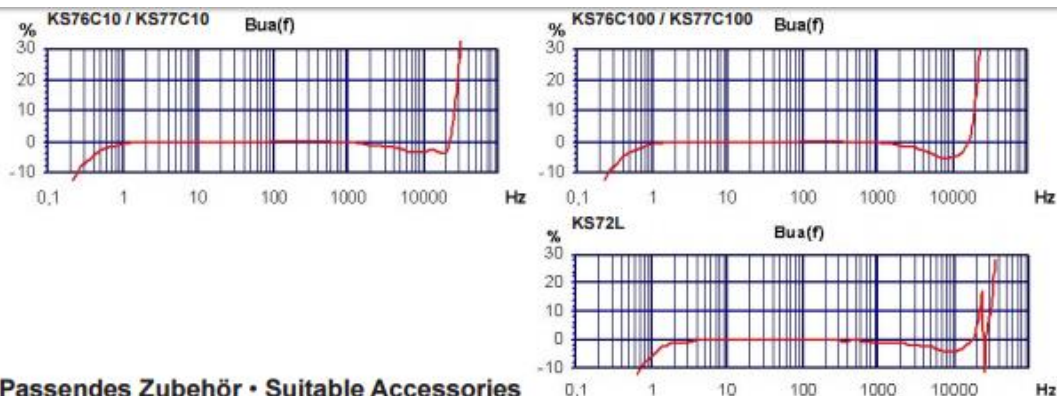 KS76C10 / KS77C10
Bua(f)
%
30
20
10
0
-10
0,1 1 10 100 1000 10000 Hz
KS76C100 / KS77C100
Bua(f)
%
30
20
10
0
-10
0,1 1 10 100 1000 10000 Hz
KS72L
Bua(f)
%
30
20
10
0
-10
0,1 1 10 100 1000 10000 Hz
Passendes Zubehör • Suitable Accessories